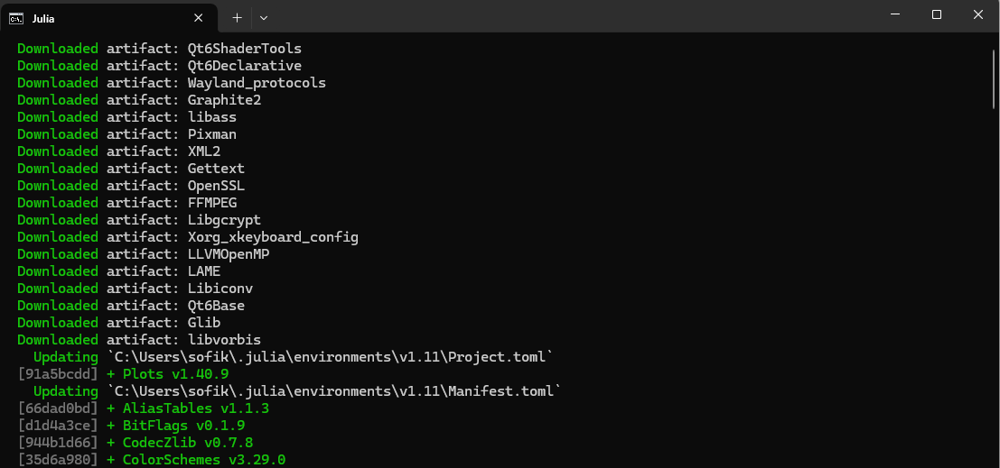 Julia
Downloaded artifact: Qt6ShaderTools
Downloaded artifact: Qt6Declarative
Downloaded artifact: Wayland_protocols
Downloaded artifact: Graphite2
Downloaded artifact: libass
Downloaded artifact: Pixman
Downloaded artifact: XML2
Downloaded artifact: Gettext
Downloaded artifact: OpenSSL
Downloaded artifact: FFMPEG
Downloaded artifact: Libgcrypt
Downloaded artifact: Xorg_xkeyboard_config
Downloaded artifact: LLVMOpenMP
Downloaded artifact: LAME
Downloaded artifact: Libiconv
Downloaded artifact: Qt6Base
Downloaded artifact: Glib
Downloaded artifact: libvorbis
Updating `C:\Users\sofik\.julia\environments\v1.11\Project.toml`
[91a5bcdd] + Plots v1.40.9
Updating `C:\Users\sofik\.julia\environments\v1.11\Manifest.toml`
[66dad0bd] + AliasTables v1.1.3
[d1d4a3ce] + BitFlags v0.1.9
[944b1d66] + CodecZlib v0.7.8
[35d6a980] + ColorSchemes v3.29.0